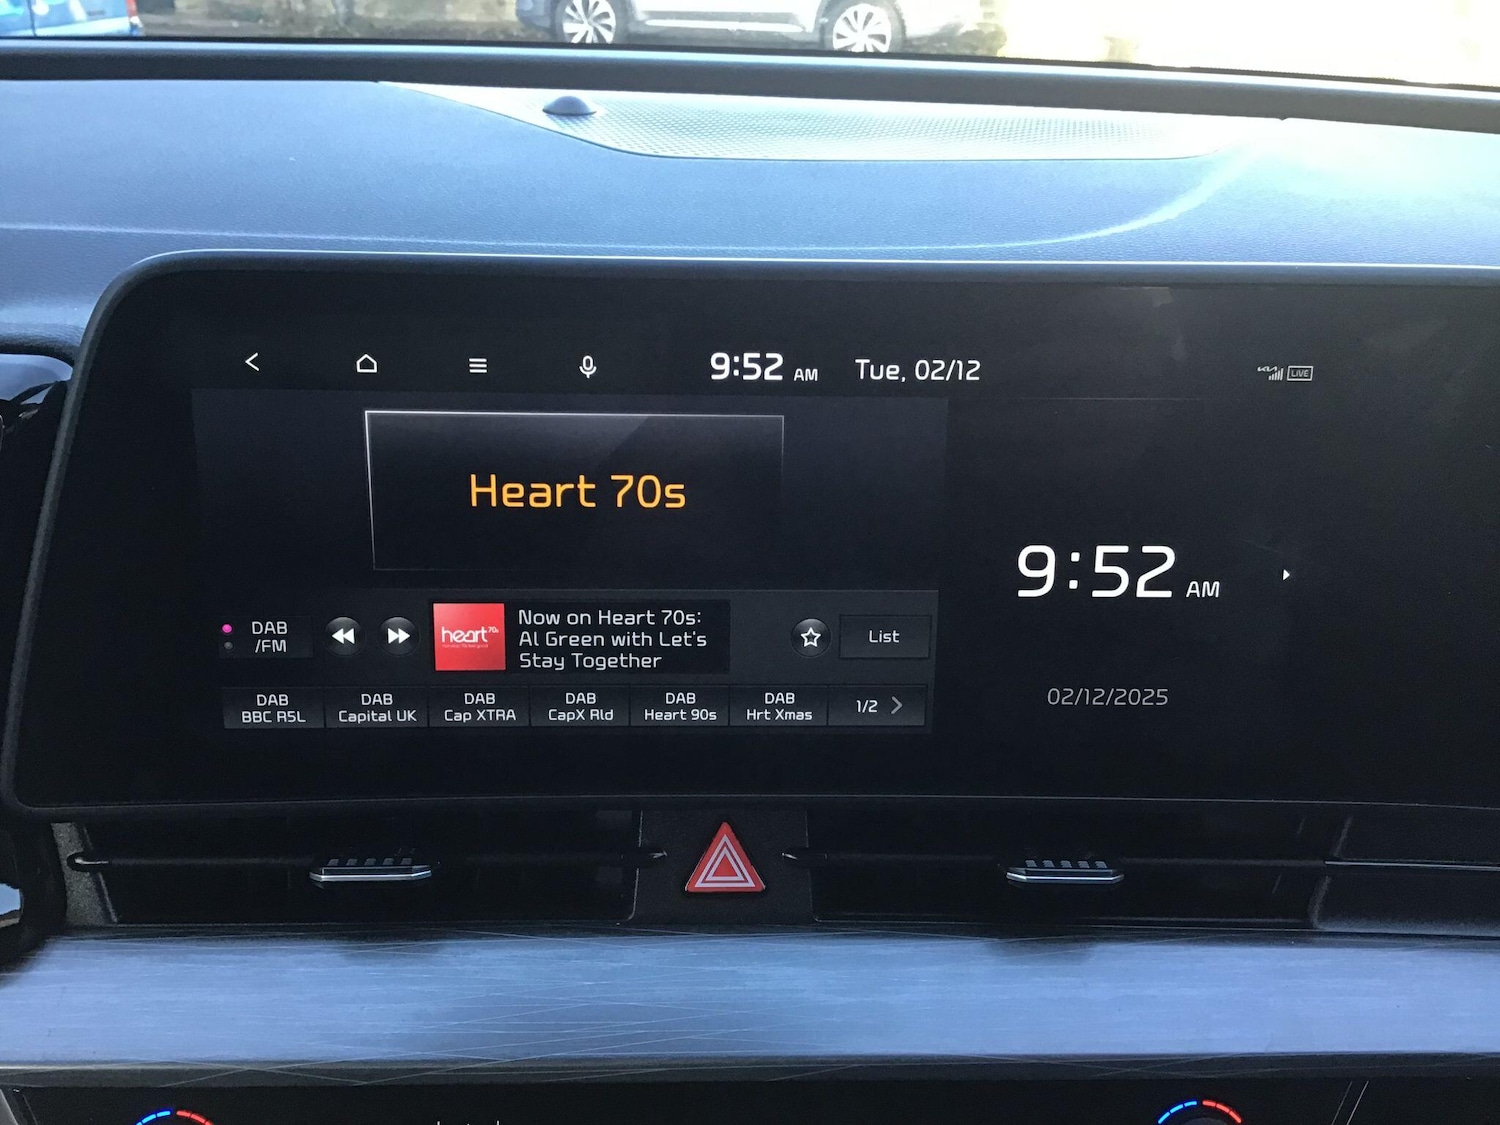 9:52 AM Tue, 02/12
LIVE
Heart 70s
9:52 AM
02/12/2025
DAB
/FM
heart 70s
Now on Heart 70s:
Al Green with Let's
Stay Together
List
DAB
BBC R5L
DAB
Capital UK
DAB
Cap XTRA
DAB
CapX Rld
DAB
Heart 90s
DAB
Hrt Xmas
1/2